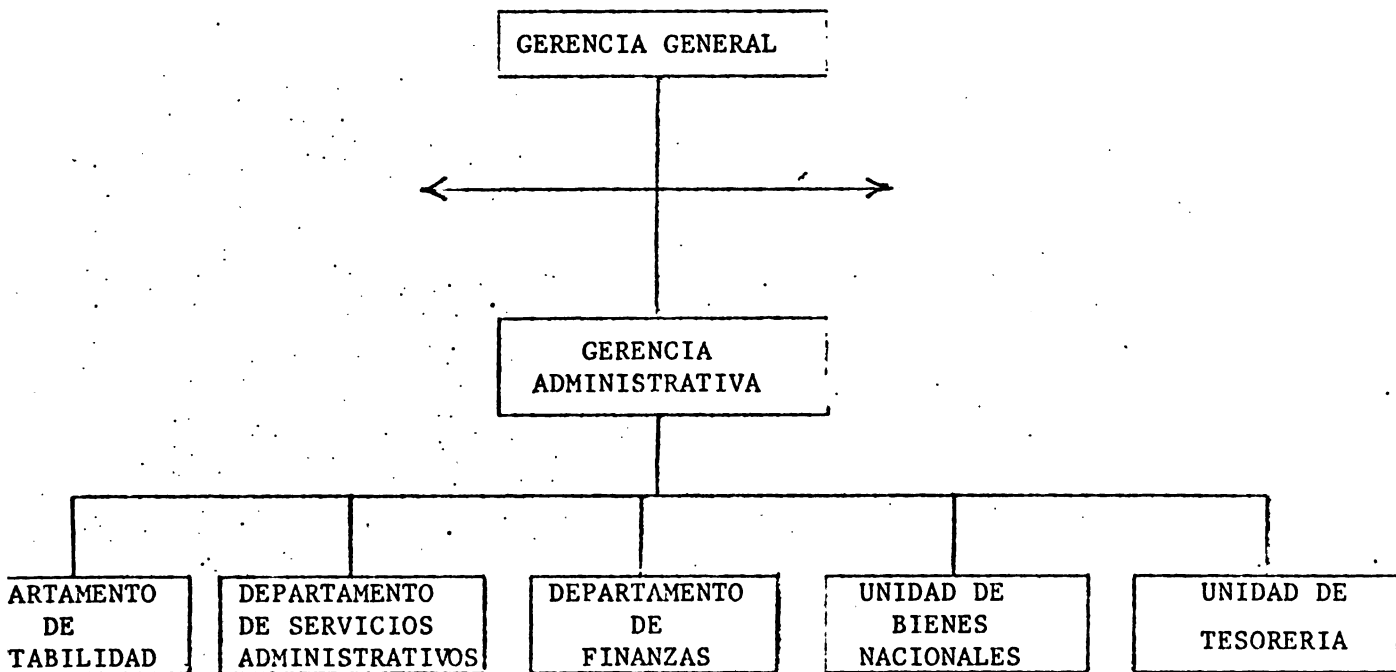 GERENCIA GENERAL
GERENCIA
ADMINISTRATIVA
ARTAMENTO
DE
TABILIDAD
DEPARTAMENTO
DE SERVICIOS
ADMINISTRATIVOS
DEPARTAMENTO
DE
FINANZAS
UNIDAD DE
BIENES
NACIONALES
UNIDAD DE
TESORERIA